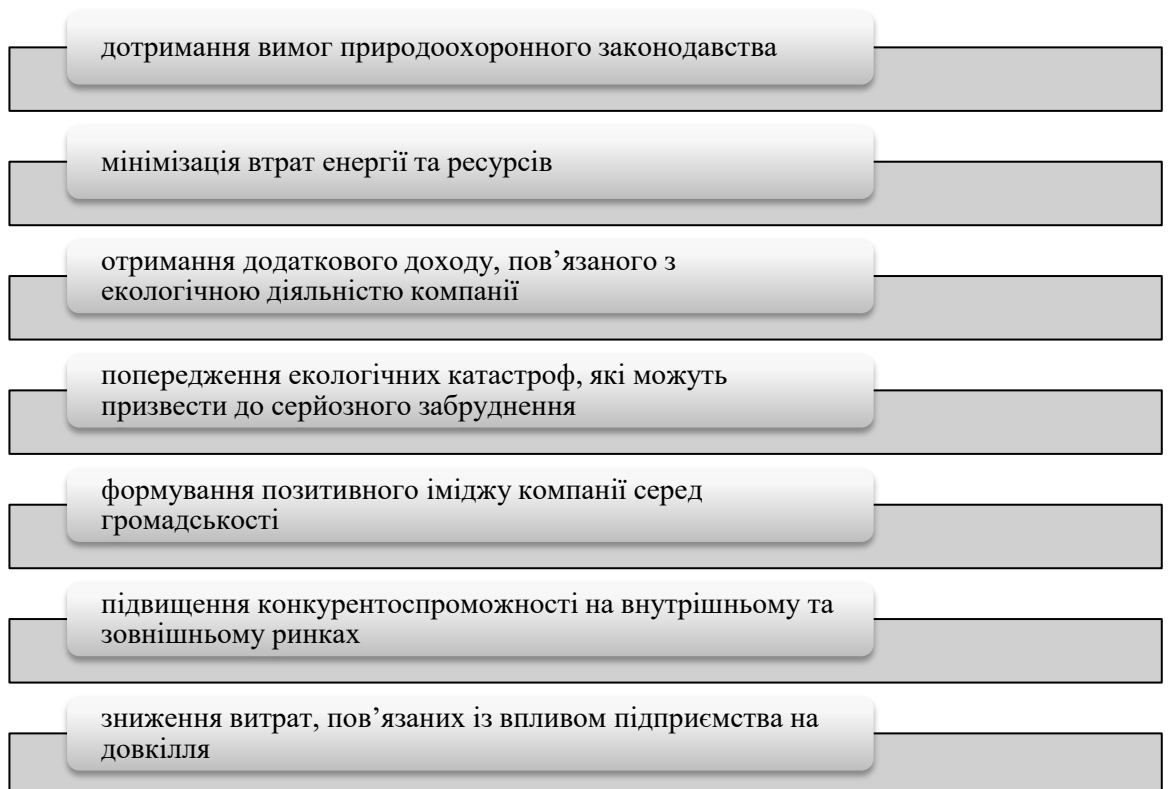 дотримання вимог природоохоронного законодавства
мінімізація втрат енергії та ресурсів
отримання додаткового доходу, пов’язаного з
екологічною діяльністю компанії
попередження екологічних катастроф, які можуть
призвести до серйозного забруднення
формування позитивного іміджу компанії серед
громадськості
підвищення конкурентоспроможності на внутрішньому та
зовнішньому ринках
зниження витрат, пов’язаних із впливом підприємства на
довкілля